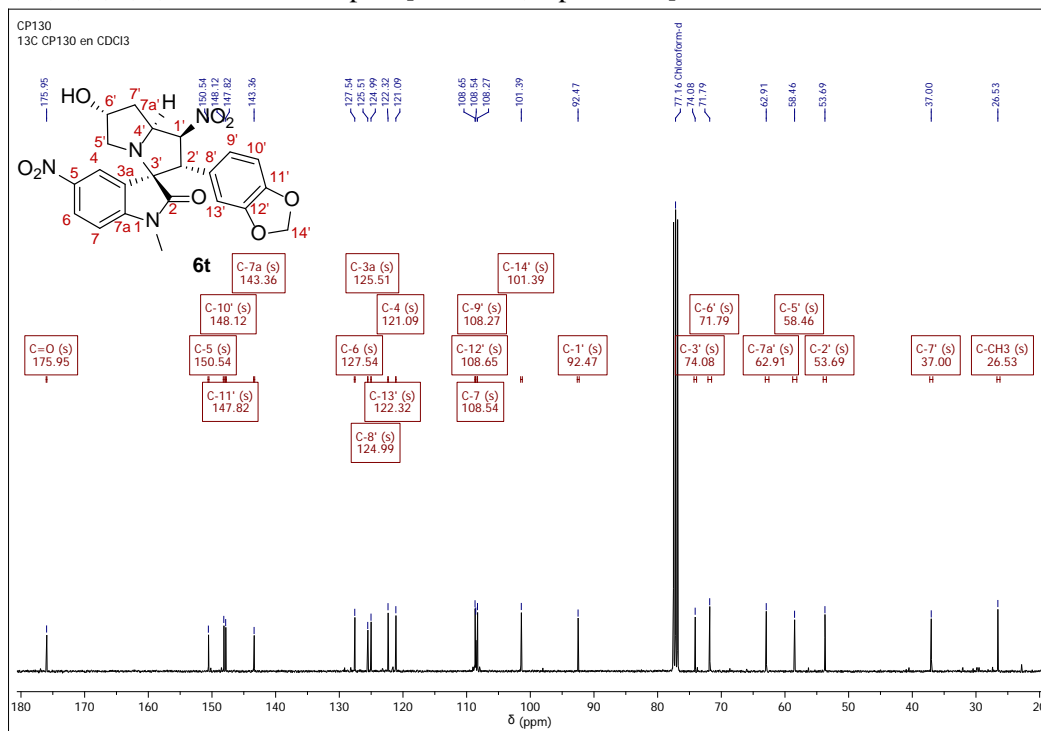 CP130
13C CP130 en CDCl3
175.95
150.54
148.12
147.82
143.36
127.54
125.51
124.99
122.32
121.09
108.65
108.54
108.27
101.39
92.47
77.16 Chloroform-d
74.08
71.79
62.91
58.46
53.69
37.00
26.53
HO
6'
7'
H
7a'
4'
1'
NO2
5'
N
2'
9'
8'
10'
O2N
5
4
3a
3'
11'
O
2
O
13'
12'
6
7a
1
N
7
O
14'
6t
C-7a (s)
143.36
C-3a (s)
125.51
C-14' (s)
101.39
C-10' (s)
148.12
C-4 (s)
121.09
C-9' (s)
108.27
C-6' (s)
71.79
C-5' (s)
58.46
C=O (s)
175.95
C-5 (s)
150.54
C-6 (s)
127.54
C-12' (s)
108.65
C-1' (s)
92.47
C-3' (s)
74.08
C-7a' (s)
62.91
C-2' (s)
53.69
C-7' (s)
37.00
C-CH3 (s)
26.53
C-11' (s)
147.82
C-13' (s)
122.32
C-7 (s)
108.54
C-8' (s)
124.99
180 170 160 150 140 130 120 110 100 90 80 70 60 50 40 30 20
δ (ppm)